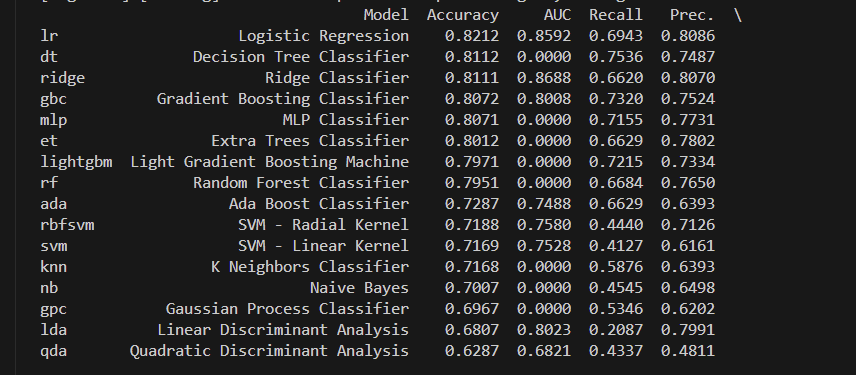 Model Accuracy AUC Recall Prec. \
lr Logistic Regression 0.8212 0.8592 0.6943 0.8086
dt Decision Tree Classifier 0.8112 0.0000 0.7536 0.7487
ridge Ridge Classifier 0.8111 0.8688 0.6620 0.8070
gbc Gradient Boosting Classifier 0.8072 0.8008 0.7320 0.7524
mlp MLP Classifier 0.8071 0.0000 0.7155 0.7731
et Extra Trees Classifier 0.8012 0.0000 0.6629 0.7802
lightgbm Light Gradient Boosting Machine 0.7971 0.0000 0.7215 0.7334
rf Random Forest Classifier 0.7951 0.0000 0.6684 0.7650
ada Ada Boost Classifier 0.7287 0.7488 0.6629 0.6393
rbfsvm SVM - Radial Kernel 0.7188 0.7580 0.4440 0.7126
svm SVM - Linear Kernel 0.7169 0.7528 0.4127 0.6161
knn K Neighbors Classifier 0.7168 0.0000 0.5876 0.6393
nb Naive Bayes 0.7007 0.0000 0.4545 0.6498
gpc Gaussian Process Classifier 0.6967 0.0000 0.5346 0.6202
lda Linear Discriminant Analysis 0.6807 0.8023 0.2087 0.7991
qda Quadratic Discriminant Analysis 0.6287 0.6821 0.4337 0.4811